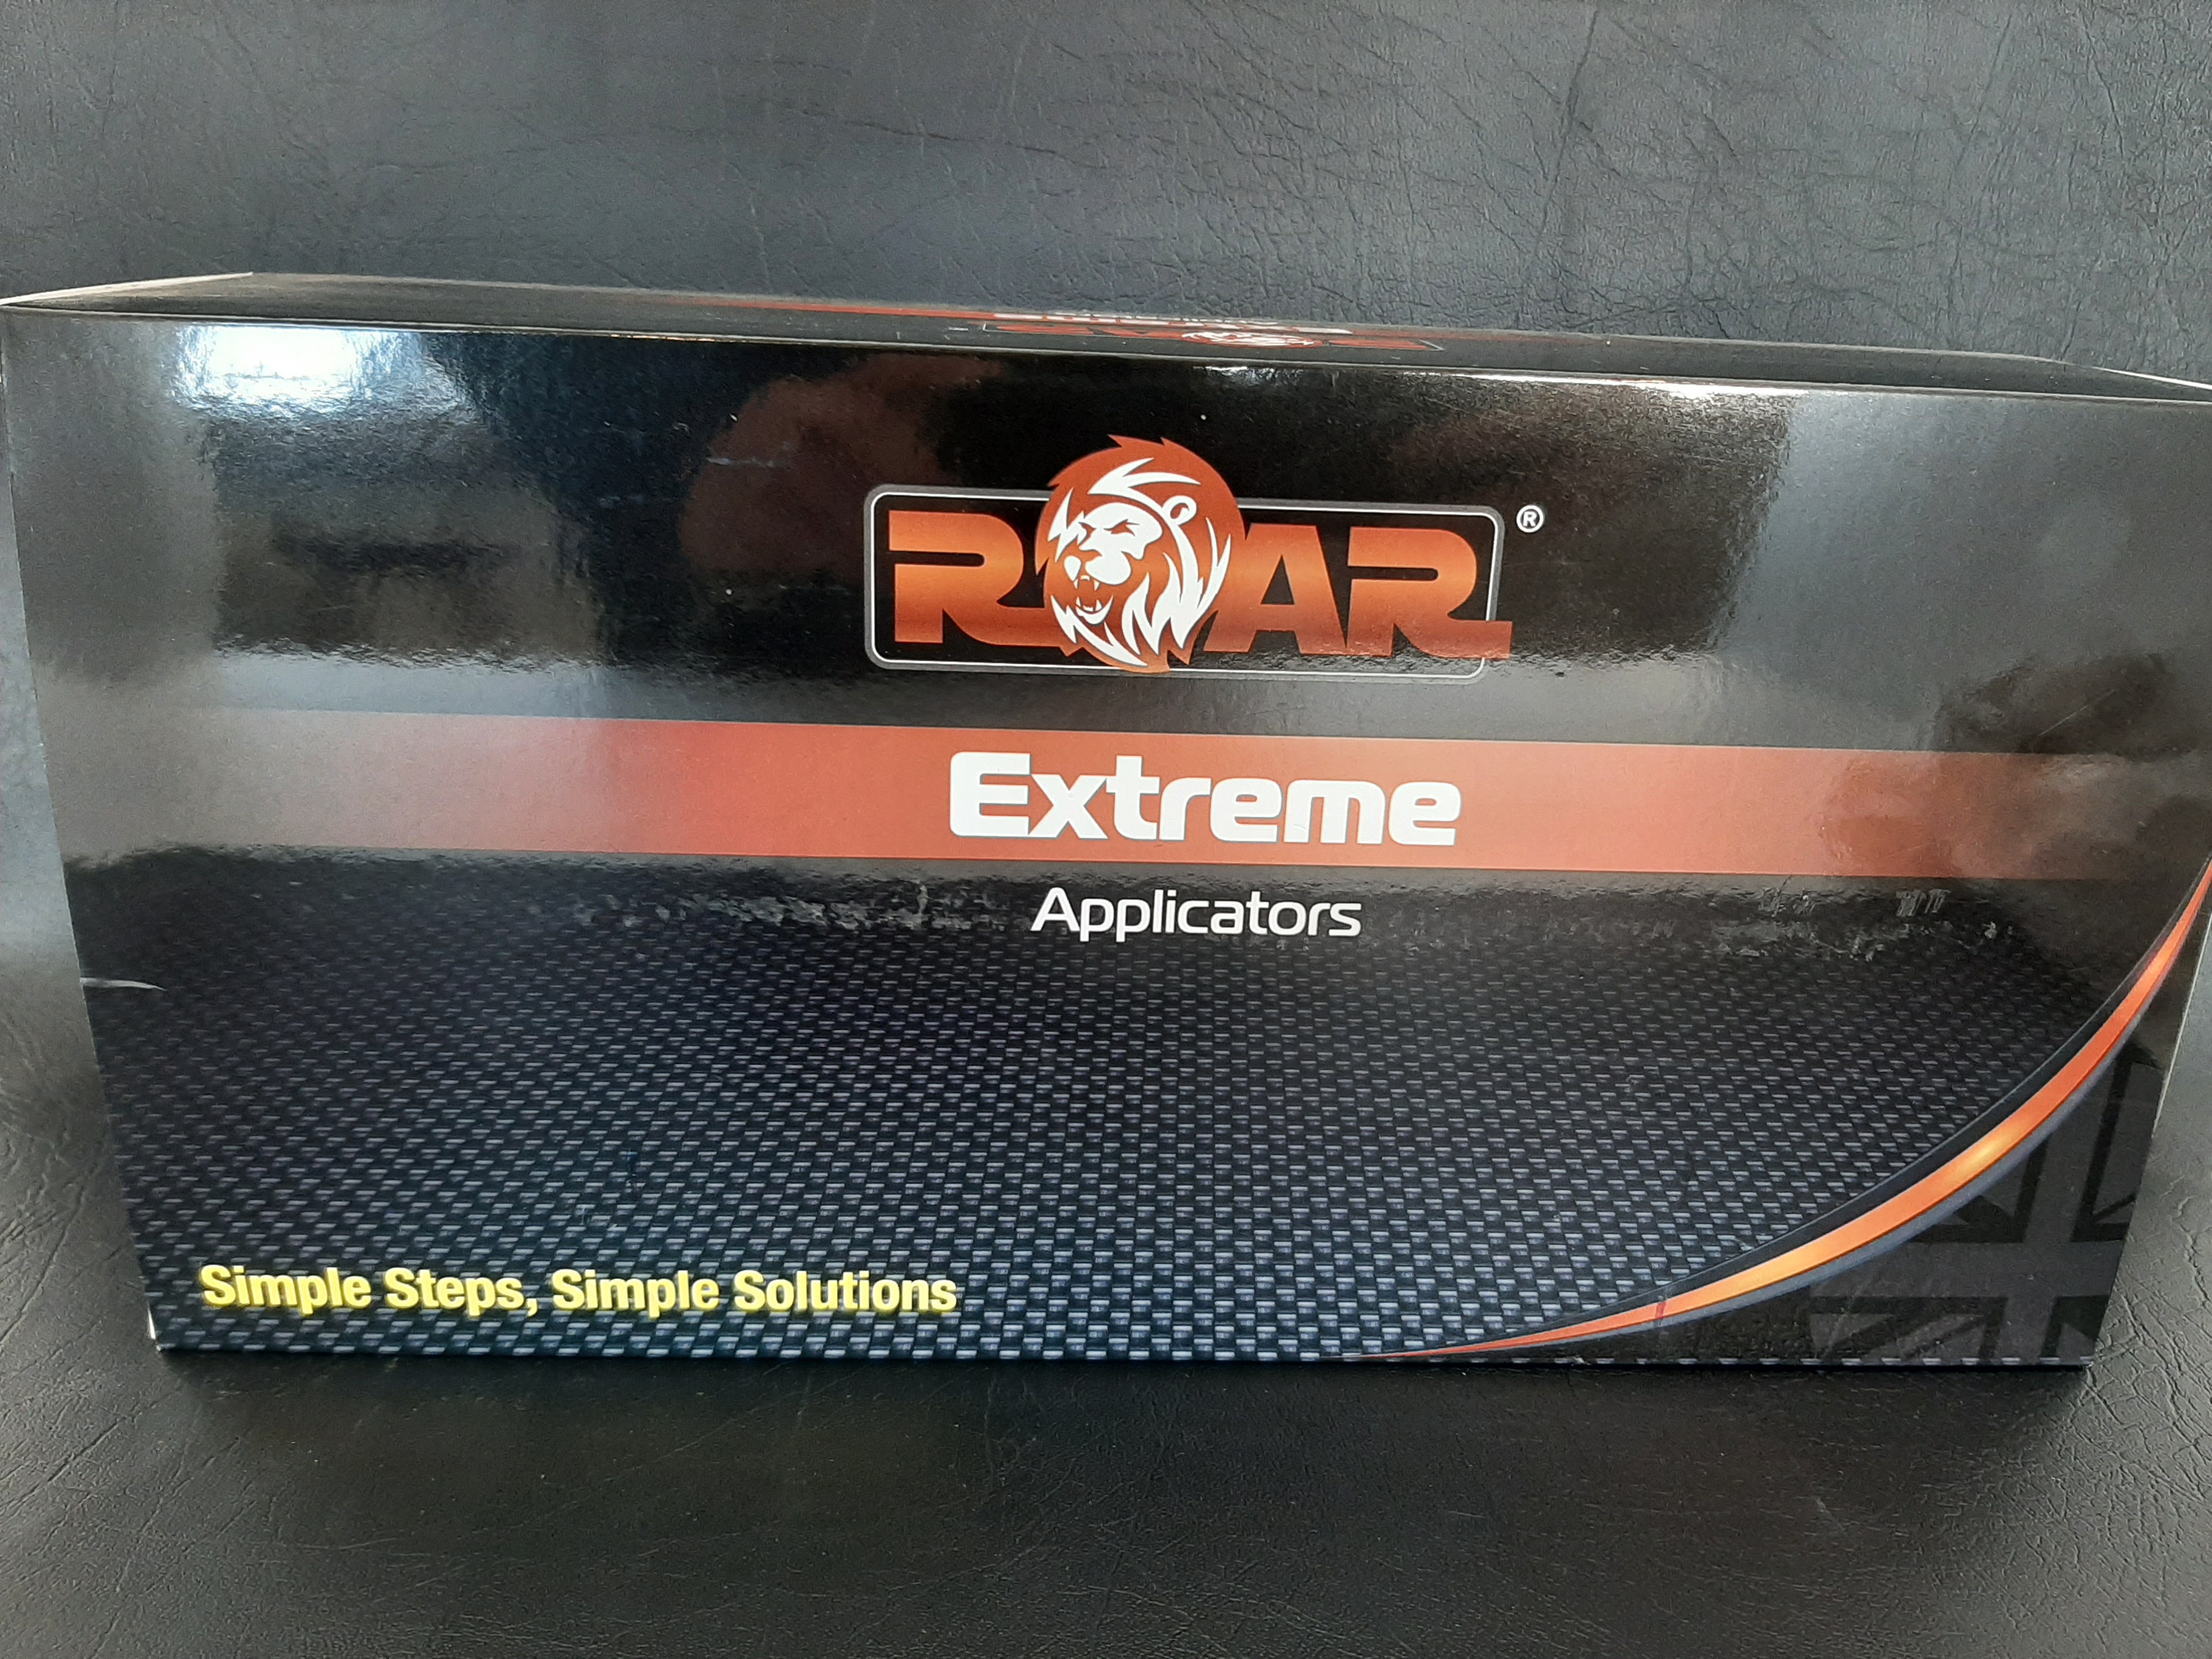 ROAR®
Extreme
Applicators
Simple Steps, Simple Solutions